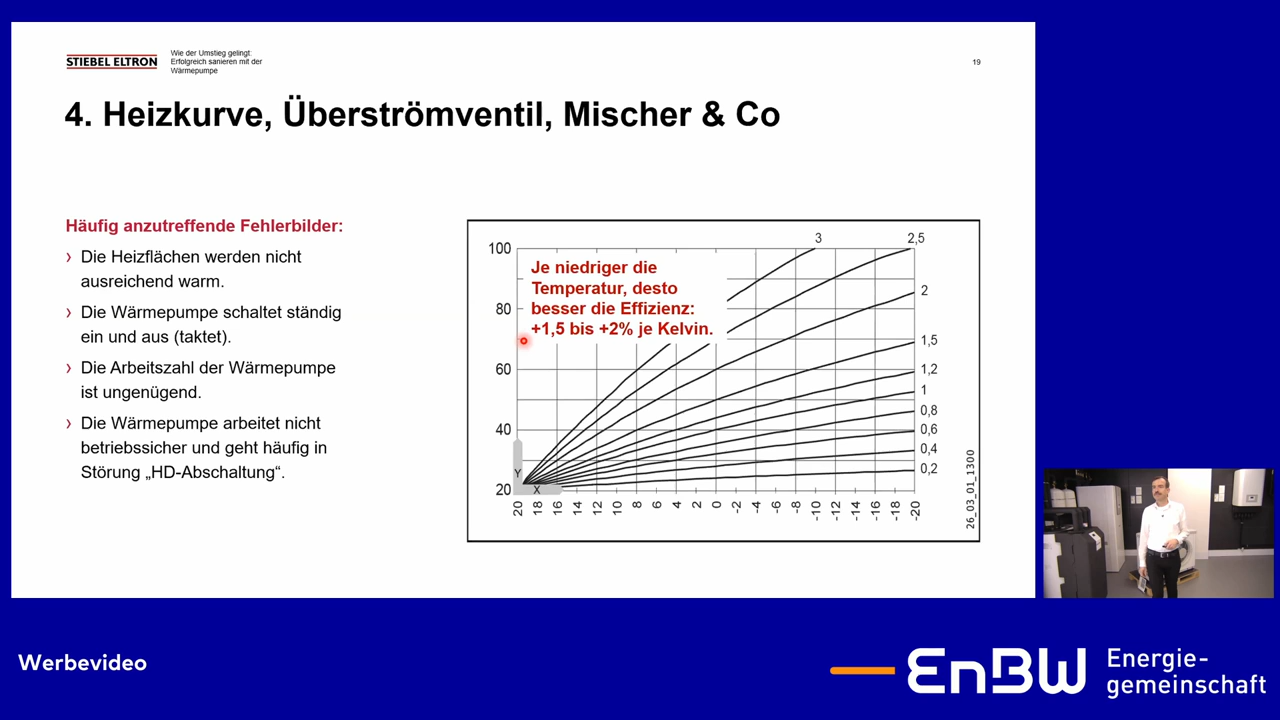 STIEBEL ELTRON
Wie der Umstieg gelingt:
Erfolgreich sanieren mit der
Wärmepumpe
19
4. Heizkurve, Überströmventil, Mischer & Co
Häufig anzutreffende Fehlerbilder:
› Die Heizflächen werden nicht
ausreichend warm.
› Die Wärmepumpe schaltet ständig
ein und aus (taktet).
› Die Arbeitszahl der Wärmepumpe
ist ungenügend.
› Die Wärmepumpe arbeitet nicht
betriebssicher und geht häufig in
Störung „HD-Abschaltung“.
3
2,5
100
Je niedriger die
Temperatur, desto
besser die Effizienz:
+1,5 bis +2% je Kelvin.
2
80
1,5
60
1,2
1
0,8
40
0,6
0,4
0,2
Y
20
X
20 18 16 14 12 10 8 6 4 2 0 -2 -4 -6 -8 -10 -12 -14 -16 -18 -20
26_03_01_1300
Werbevideo
EnBW
Energie-
gemeinschaft